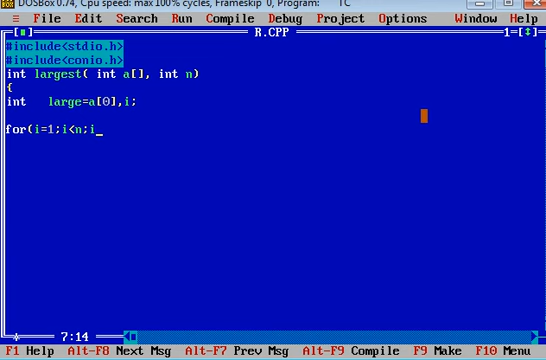 DOSBox 0.74, Cpu speed: max 100% cycles, Frameskip 0, Program: TC
≡ File Edit Search Run Compile Debug Project Options Window Help
[■] R.CPP 1=[↕]
#include<stdio.h>
#include<conio.h>
int largest( int a[], int n)
{
int   large=a[0],i;
for(i=1;i<n;i_
7:14
F1 Help Alt-F8 Next Msg Alt-F7 Prev Msg Alt-F9 Compile F9 Make F10 Menu